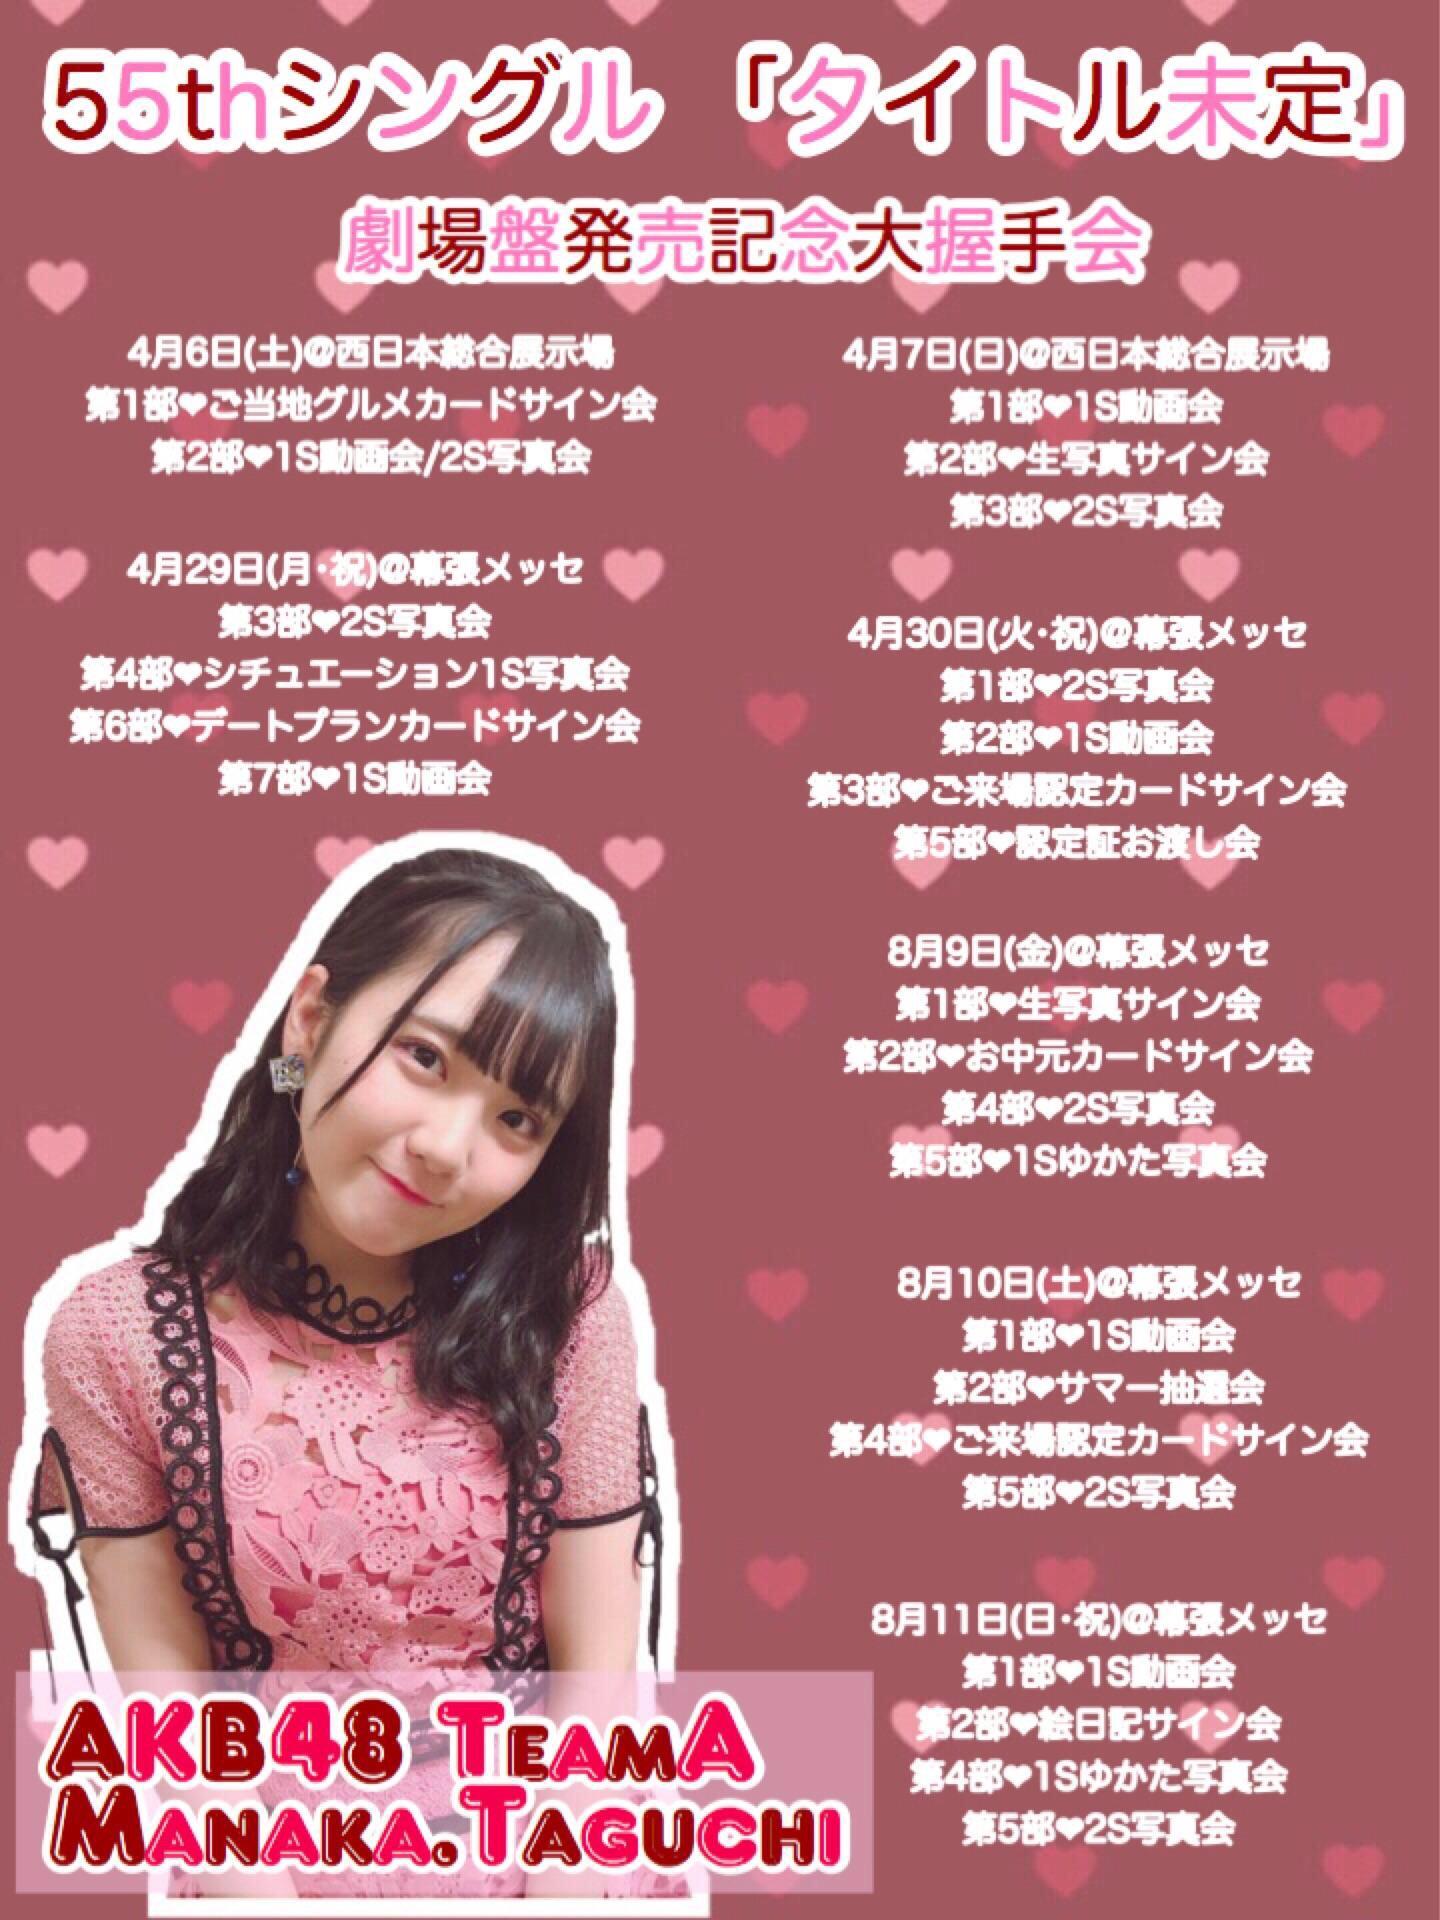 55thシングル 「タイトル未定」
劇場盤発売記念大握手会
4月6日(土)@西日本総合展示場
第1部❤ご当地グルメカードサイン会
第2部❤1S動画会/2S写真会
4月29日(月･祝)@幕張メッセ
第3部❤2S写真会
第4部❤シチュエーション1S写真会
第6部❤デートプランカードサイン会
第7部❤1S動画会
4月7日(日)@西日本総合展示場
第1部❤1S動画会
第2部❤生写真サイン会
第3部❤2S写真会
4月30日(火･祝)@幕張メッセ
第1部❤2S写真会
第2部❤1S動画会
第3部❤ご来場認定カードサイン会
第5部❤認定証お渡し会
8月9日(金)@幕張メッセ
第1部❤生写真サイン会
第2部❤お中元カードサイン会
第4部❤2S写真会
第5部❤1Sゆかた写真会
8月10日(土)@幕張メッセ
第1部❤1S動画会
第2部❤サマー抽選会
第4部❤ご来場認定カードサイン会
第5部❤2S写真会
8月11日(日･祝)@幕張メッセ
第1部❤1S動画会
第2部❤絵日記サイン会
第4部❤1Sゆかた写真会
第5部❤2S写真会
AKB48 TEAMA
MANAKA.TAGUCHI